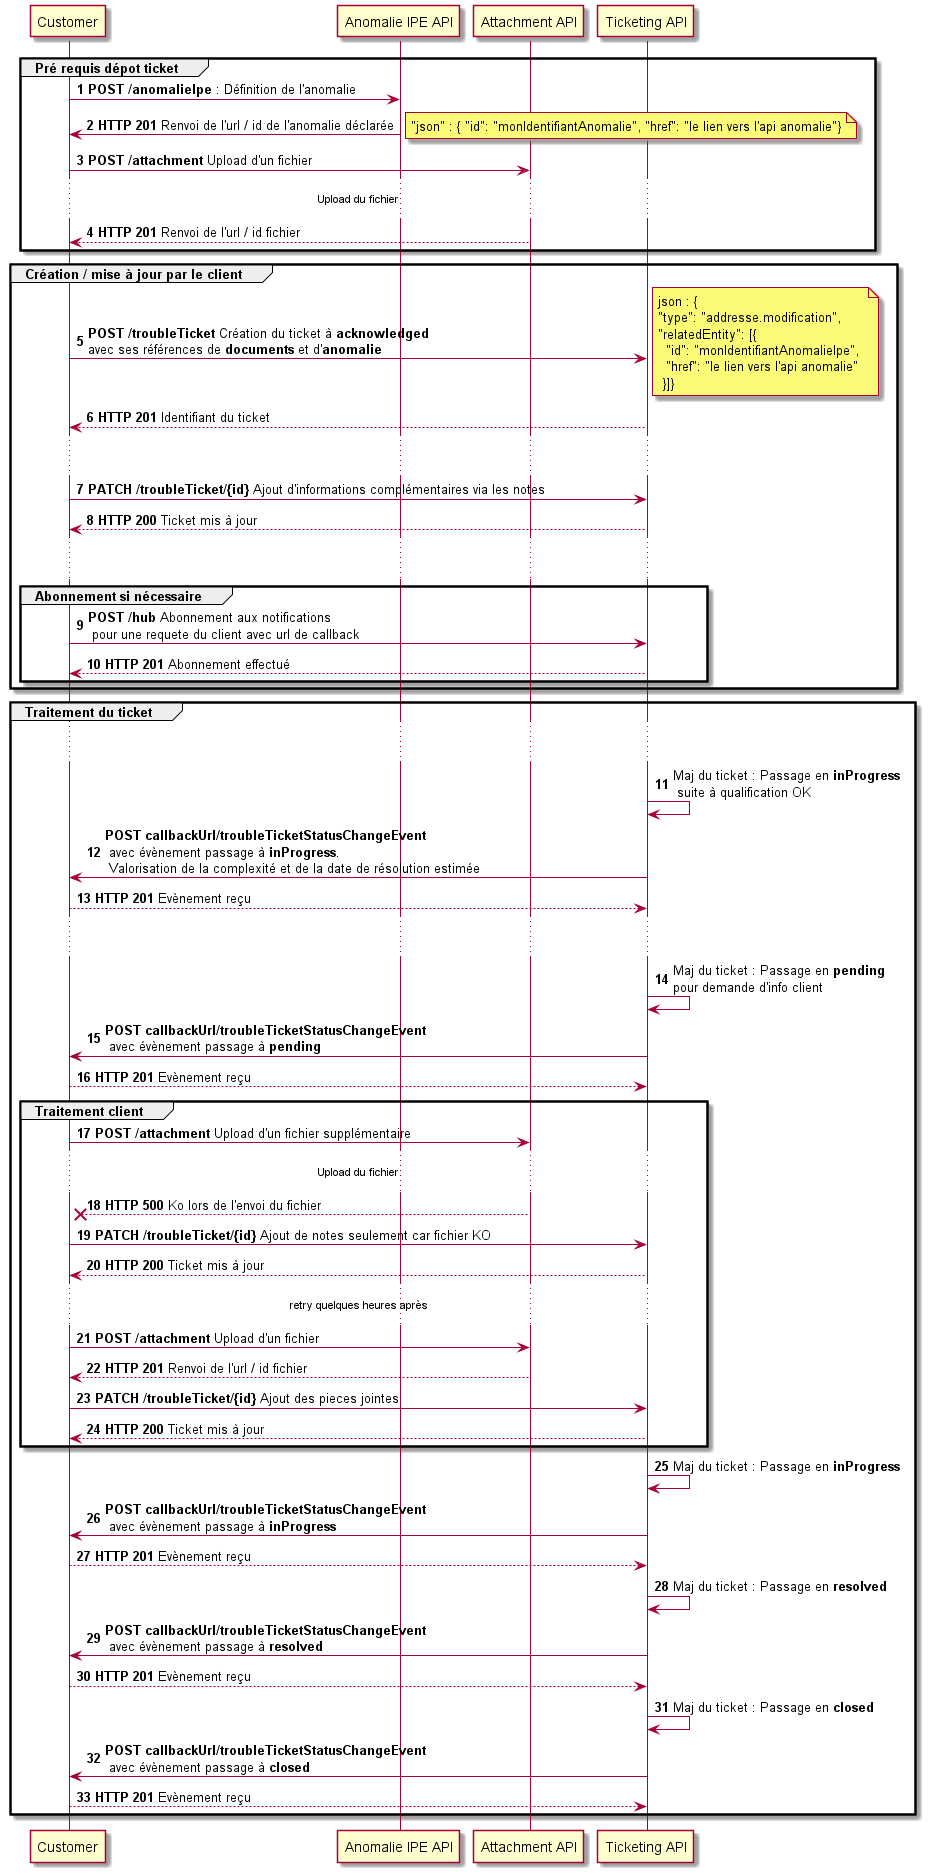 Customer
Anomalie IPE API
Attachment API
Ticketing API
Pré requis dépot ticket
1 POST /anomalieIpe : Définition de l'anomalie
2 HTTP 201 Renvoi de l'url / id de l'anomalie déclarée
"json" : { "id": "monIdentifiantAnomalie", "href": "le lien vers l'api anomalie"}
3 POST /attachment Upload d'un fichier
Upload du fichier
4 HTTP 201 Renvoi de l'url / id fichier
Création / mise à jour par le client
5 POST /troubleTicket Création du ticket à acknowledged
avec ses références de documents et d'anomalie
json : {
"type": "addresse.modification",
"relatedEntity": [{
"id": "monIdentifiantAnomalieIpe",
"href": "le lien vers l'api anomalie"
}]}
6 HTTP 201 Identifiant du ticket
7 PATCH /troubleTicket/{id} Ajout d'informations complémentaires via les notes
8 HTTP 200 Ticket mis à jour
Abonnement si nécessaire
9 POST /hub Abonnement aux notifications
pour une requete du client avec url de callback
10 HTTP 201 Abonnement effectué
Traitement du ticket
11 Maj du ticket : Passage en inProgress
suite à qualification OK
12 POST callbackUrl/troubleTicketStatusChangeEvent
avec évènement passage à inProgress.
Valorisation de la complexité et de la date de résolution estimée
13 HTTP 201 Evènement reçu
14 Maj du ticket : Passage en pending
pour demande d'info client
15 POST callbackUrl/troubleTicketStatusChangeEvent
avec évènement passage à pending
16 HTTP 201 Evènement reçu
Traitement client
17 POST /attachment Upload d'un fichier supplémentaire
Upload du fichier
18 HTTP 500 Ko lors de l'envoi du fichier
19 PATCH /troubleTicket/{id} Ajout de notes seulement car fichier KO
20 HTTP 200 Ticket mis à jour
retry quelques heures après
21 POST /attachment Upload d'un fichier
22 HTTP 201 Renvoi de l'url / id fichier
23 PATCH /troubleTicket/{id} Ajout des pieces jointes
24 HTTP 200 Ticket mis à jour
25 Maj du ticket : Passage en inProgress
26 POST callbackUrl/troubleTicketStatusChangeEvent
avec évènement passage à inProgress
27 HTTP 201 Evènement reçu
28 Maj du ticket : Passage en resolved
29 POST callbackUrl/troubleTicketStatusChangeEvent
avec évènement passage à resolved
30 HTTP 201 Evènement reçu
31 Maj du ticket : Passage en closed
32 POST callbackUrl/troubleTicketStatusChangeEvent
avec évènement passage à closed
33 HTTP 201 Evènement reçu
Customer
Anomalie IPE API
Attachment API
Ticketing API